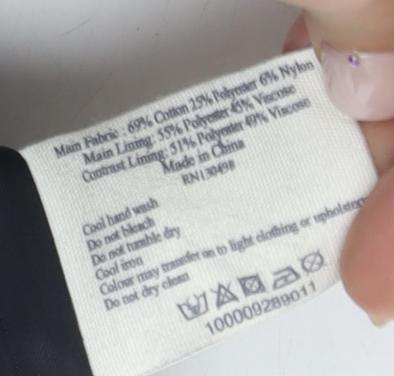 Main Fabric : 69% Cotton 25% Polyester 6% Nylon
Main Lining: 55% Polyester 45% Viscose
Contrast Lining: 51% Polyester 49% Viscose
Made in China
RN130498
Cool hand wash
Do not bleach
Do not tumble dry
Cool iron
Colour may transfer on to light clothing or upholstery
Do not dry clean
100009289011